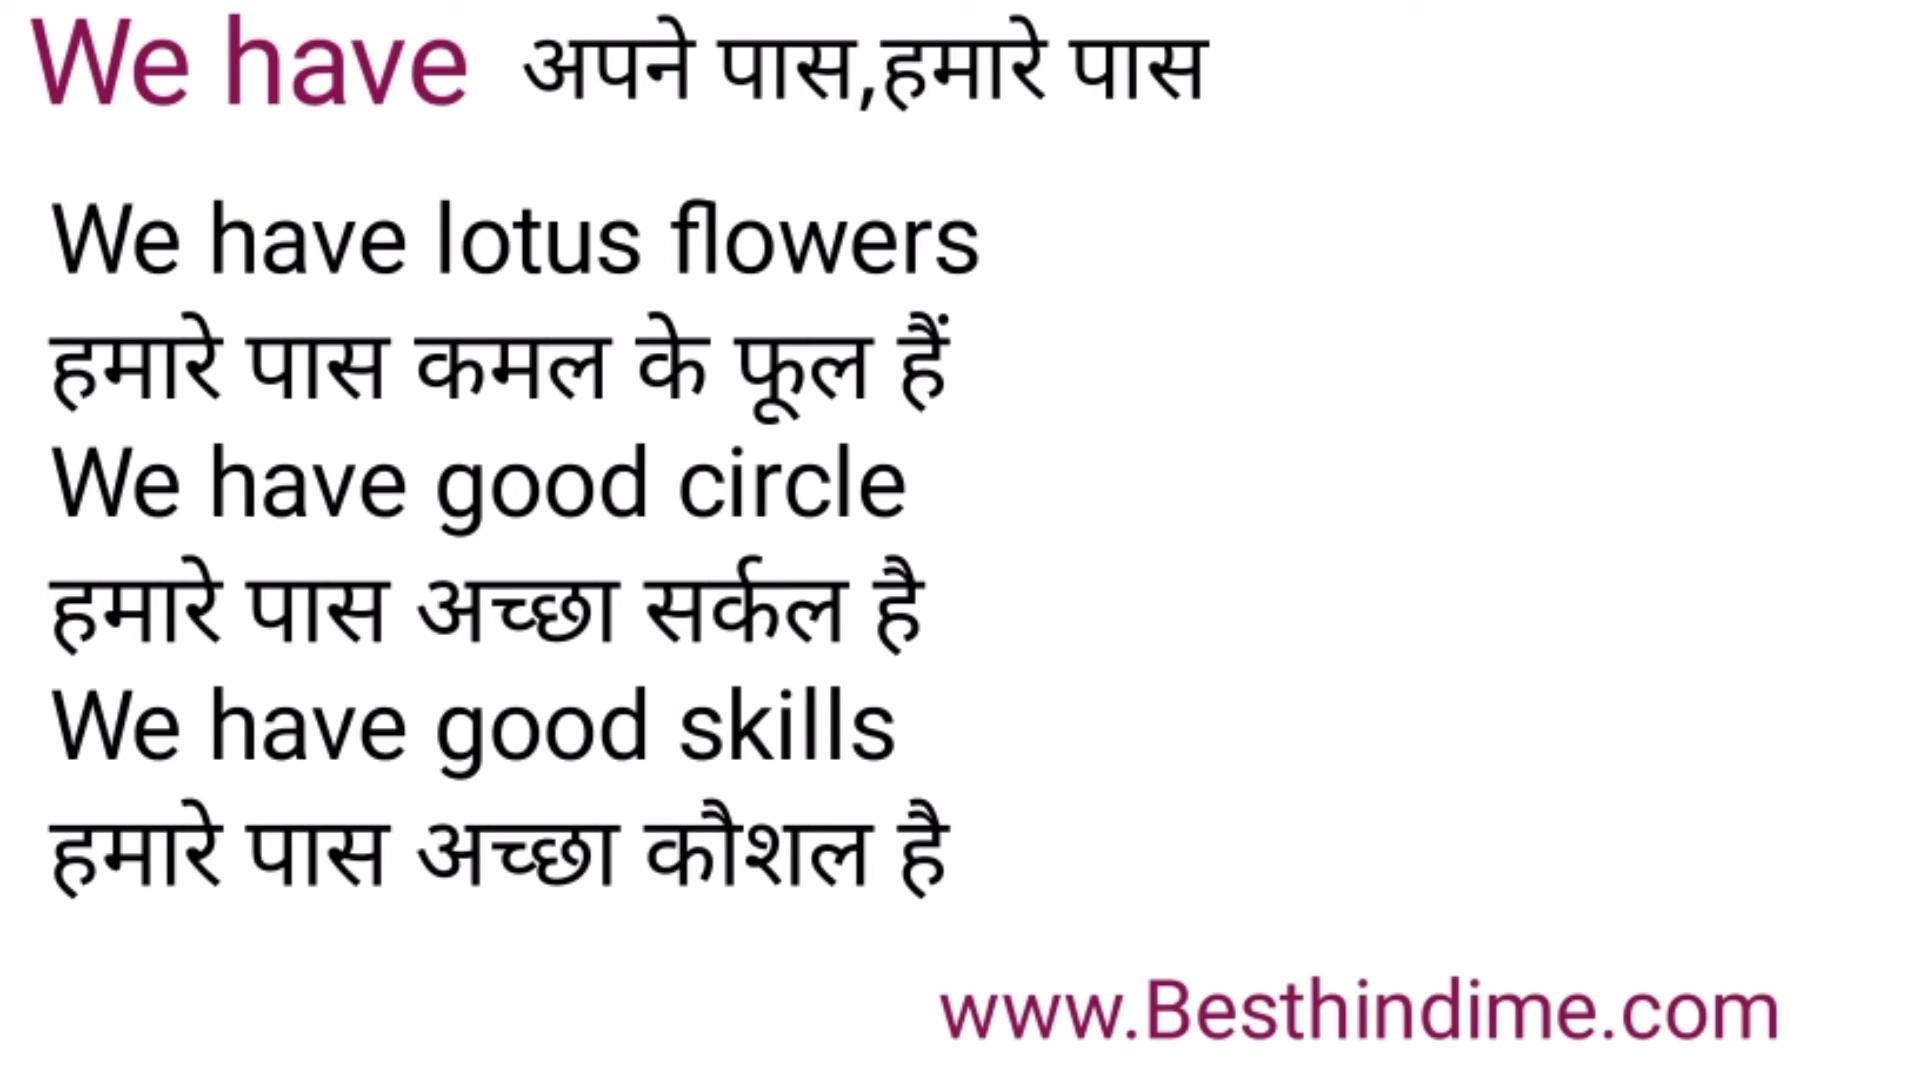 We have अपने पास,हमारे पास
We have lotus flowers
हमारे पास कमल के फूल हैं
We have good circle
हमारे पास अच्छा सर्कल है
We have good skills
हमारे पास अच्छा कौशल है
www.Besthindime.com